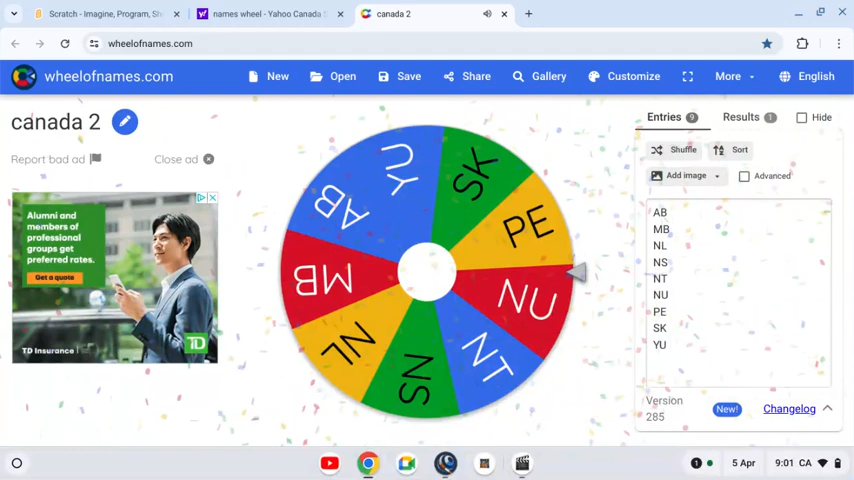 Scratch - Imagine, Program, Sh
names wheel - Yahoo Canada S
canada 2
wheelofnames.com
wheelofnames.com
New
Open
Save
Share
Gallery
Customize
More
English
canada 2
Report bad ad
Close ad
Alumni and
members of
professional
groups get
preferred rates.
Get a quote
TD Insurance
TD
YU
SK
PE
NU
NT
NS
NL
MB
AB
Entries 9
Results 1
Hide
Shuffle
Sort
Add image
Advanced
AB
MB
NL
NS
NT
NU
PE
SK
YU
Version
285
New!
Changelog
1
5 Apr
9:01 CA